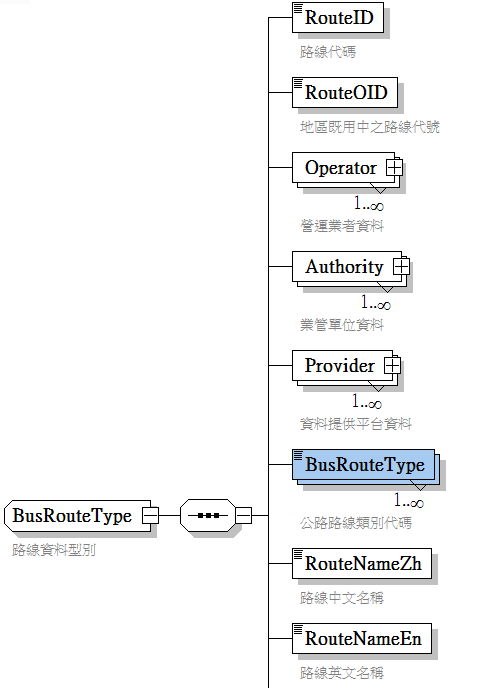 RouteID
路線代碼
RouteOID
地區既用中之路線代號
Operator
1..∞
營運業者資料
Authority
1..∞
業管單位資料
Provider
1..∞
資料提供平台資料
BusRouteType
1..∞
公路路線類別代碼
BusRouteType
路線資料型別
RouteNameZh
路線中文名稱
RouteNameEn
路線英文名稱